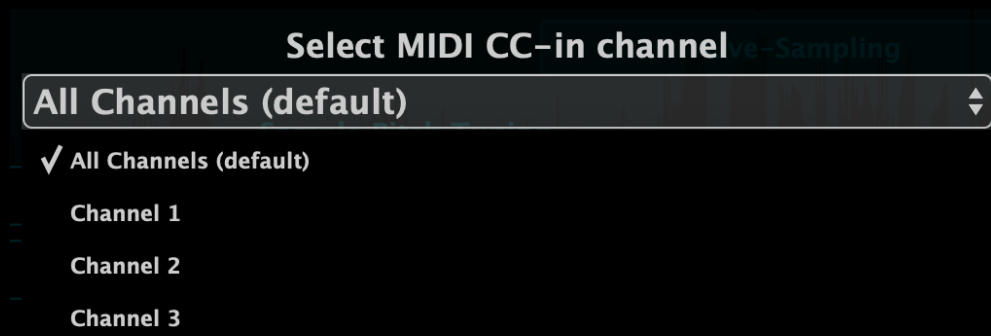 Select MIDI CC-in channel
All Channels (default)
✓ All Channels (default)
Channel 1
Channel 2
Channel 3